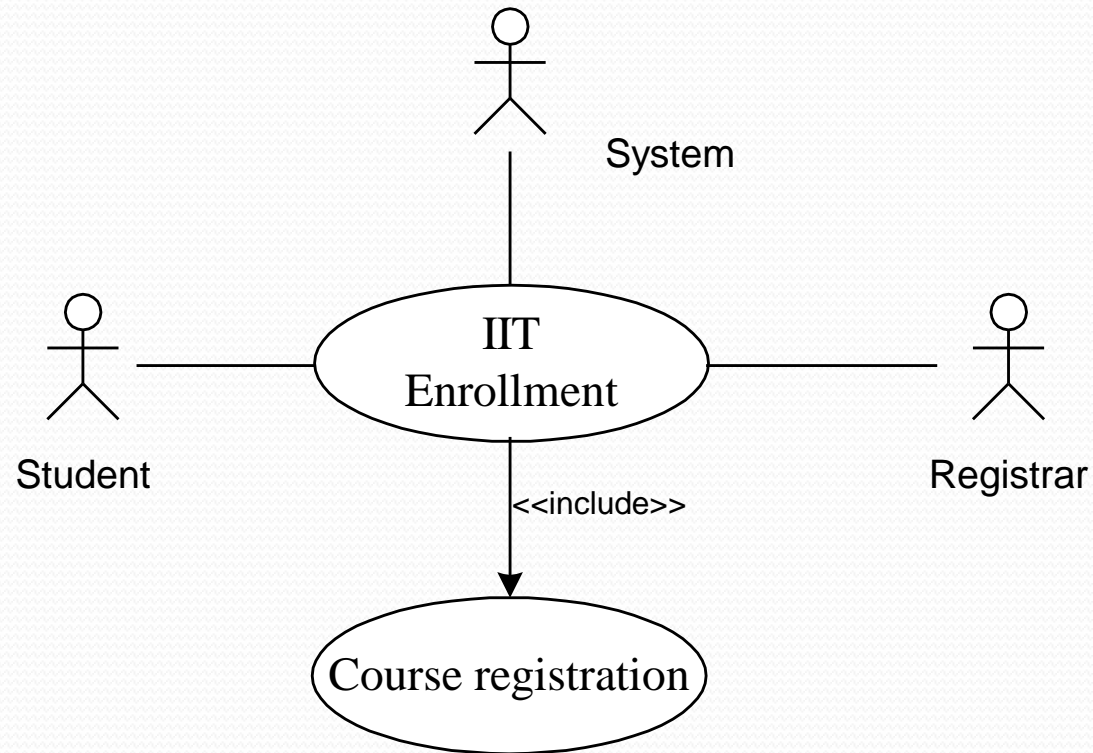 System
IIT
Enrollment
Student
Registrar
<<include>>
Course registration